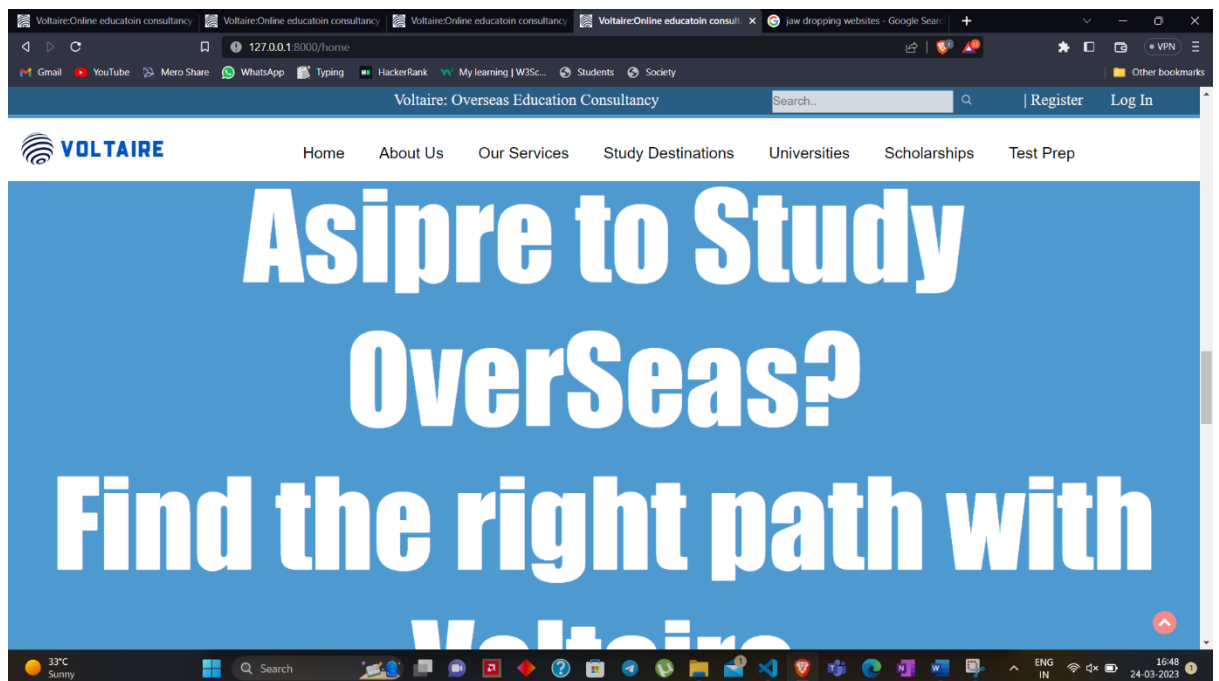 Voltaire:Online educatoin consultancy
Voltaire:Online educatoin consultancy
Voltaire:Online educatoin consultancy
Voltaire:Online educatoin consult
jaw dropping websites - Google Searc
127.0.0.1:8000/home
VPN
Gmail
YouTube
Mero Share
WhatsApp
Typing
HackerRank
My learning | W3Sc...
Students
Society
Other bookmarks
Voltaire: Overseas Education Consultancy
Search..
| Register
Log In
VOLTAIRE
Home
About Us
Our Services
Study Destinations
Universities
Scholarships
Test Prep
Asipre to Study
OverSeas?
Find the right path with
Voltaire
33°C
Sunny
Search
ENG
IN
16:48
24-03-2023
1